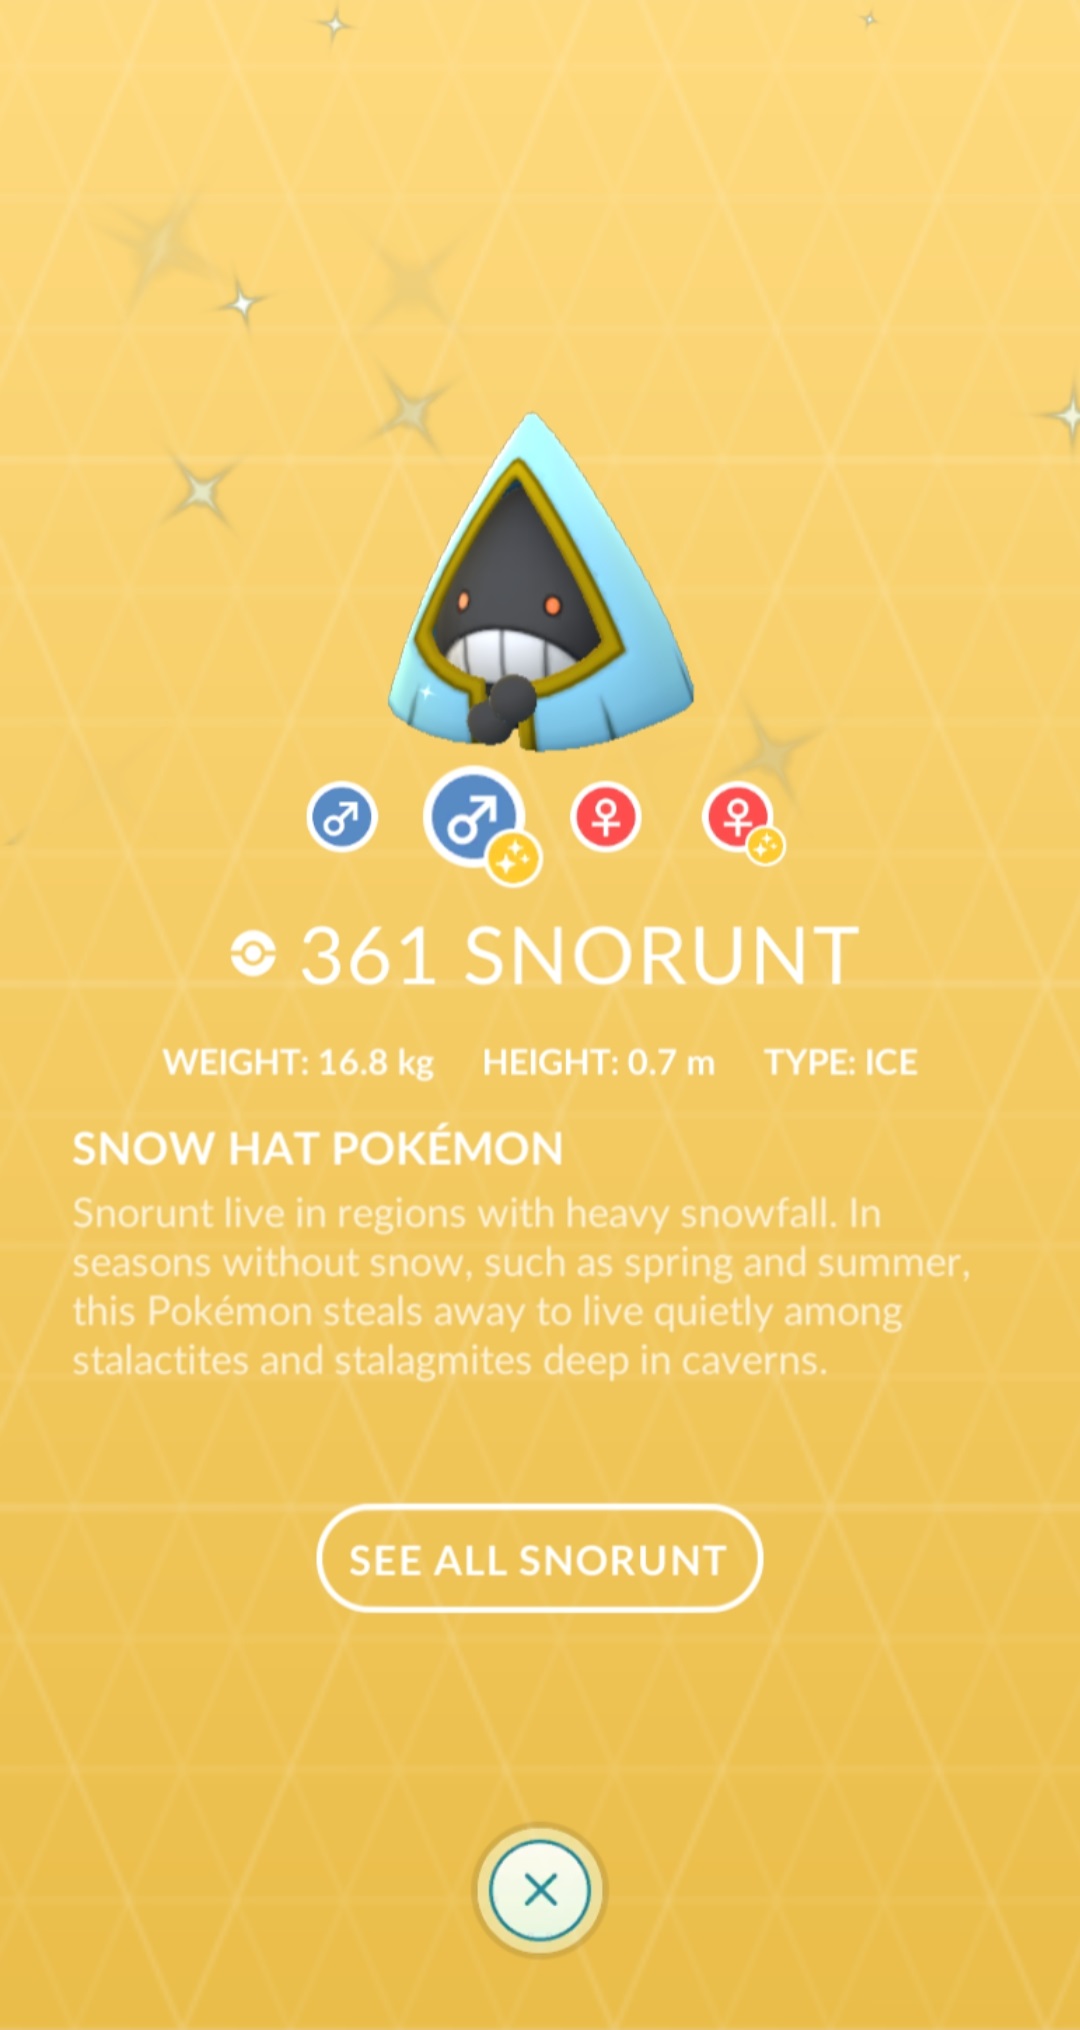 361 SNORUNT
WEIGHT: 16.8 kg HEIGHT: 0.7 m TYPE: ICE
SNOW HAT POKÉMON
Snorunt live in regions with heavy snowfall. In
seasons without snow, such as spring and summer,
this Pokémon steals away to live quietly among
stalactites and stalagmites deep in caverns.
SEE ALL SNORUNT